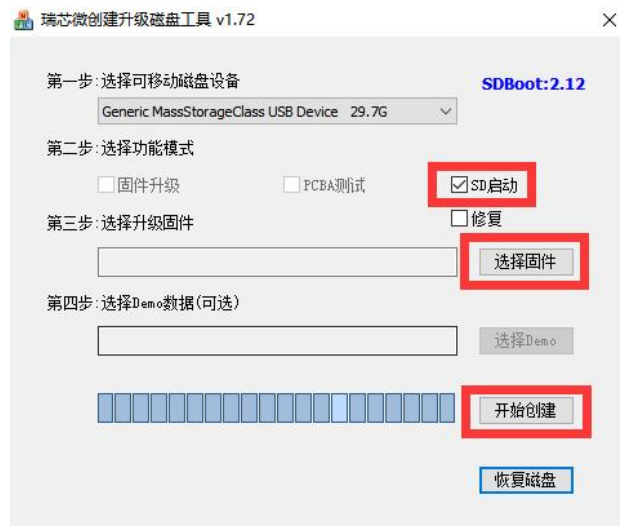 瑞芯微创建升级磁盘工具 v1.72
第一步:选择可移动磁盘设备
SDBoot:2.12
Generic MassStorageClass USB Device 29.7G
第二步:选择功能模式
固件升级 PCBA测试 SD启动
修复
第三步:选择升级固件
选择固件
第四步:选择Demo数据(可选)
选择Demo
开始创建
恢复磁盘